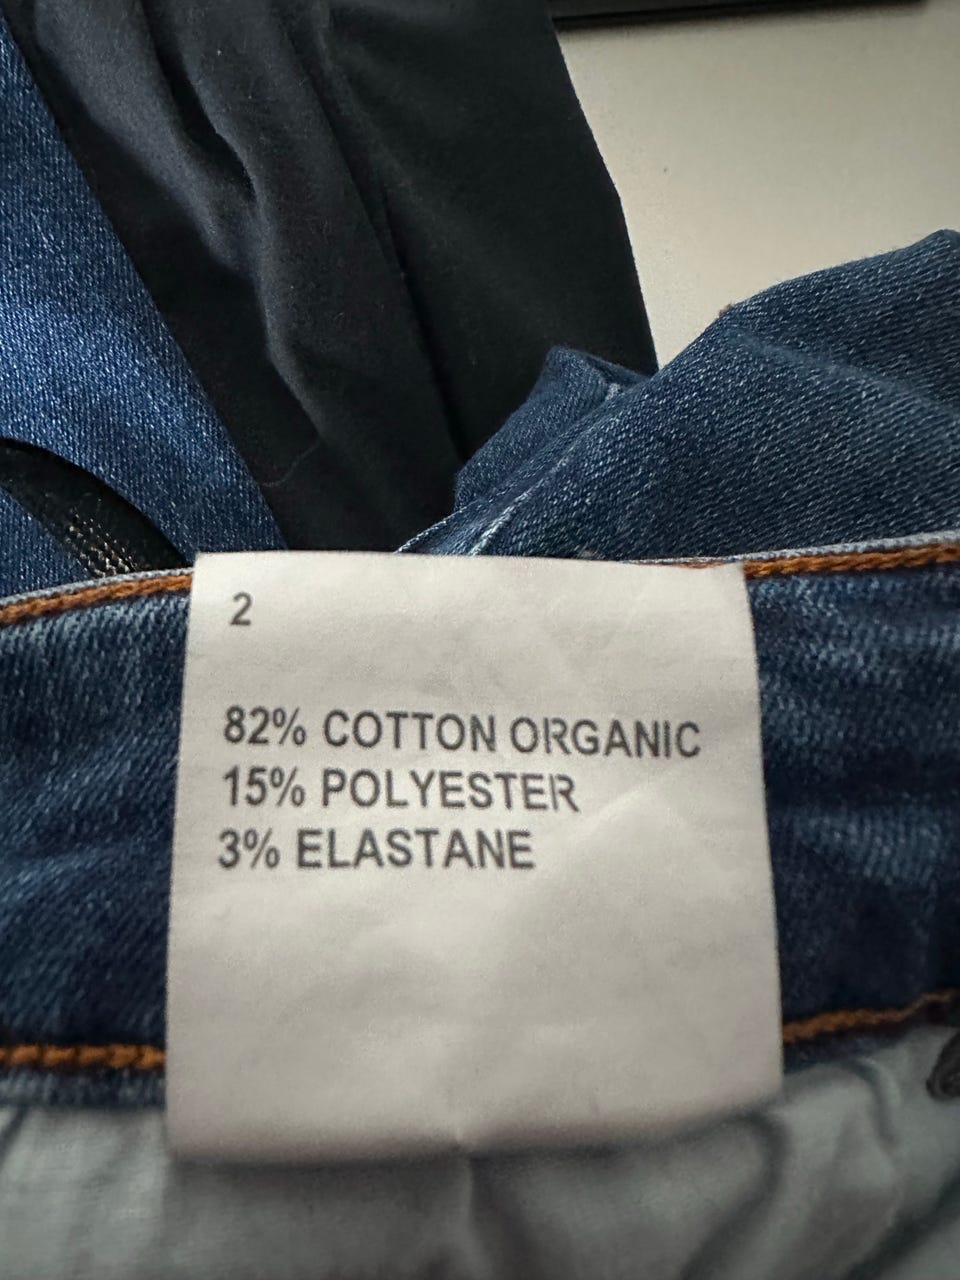 2
82% COTTON ORGANIC
15% POLYESTER
3% ELASTANE